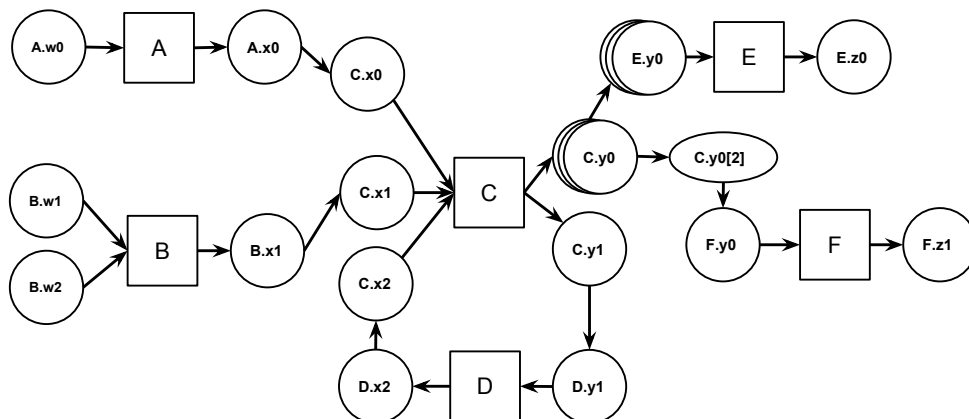 A.w0
A
A.x0
C.x0
E.y0
E
E.z0
C.y0
C.y0[2]
B.w1
B.w2
B
B.x1
C.x1
C
C.x2
C.y1
F.y0
F
F.z1
D.x2
D
D.y1